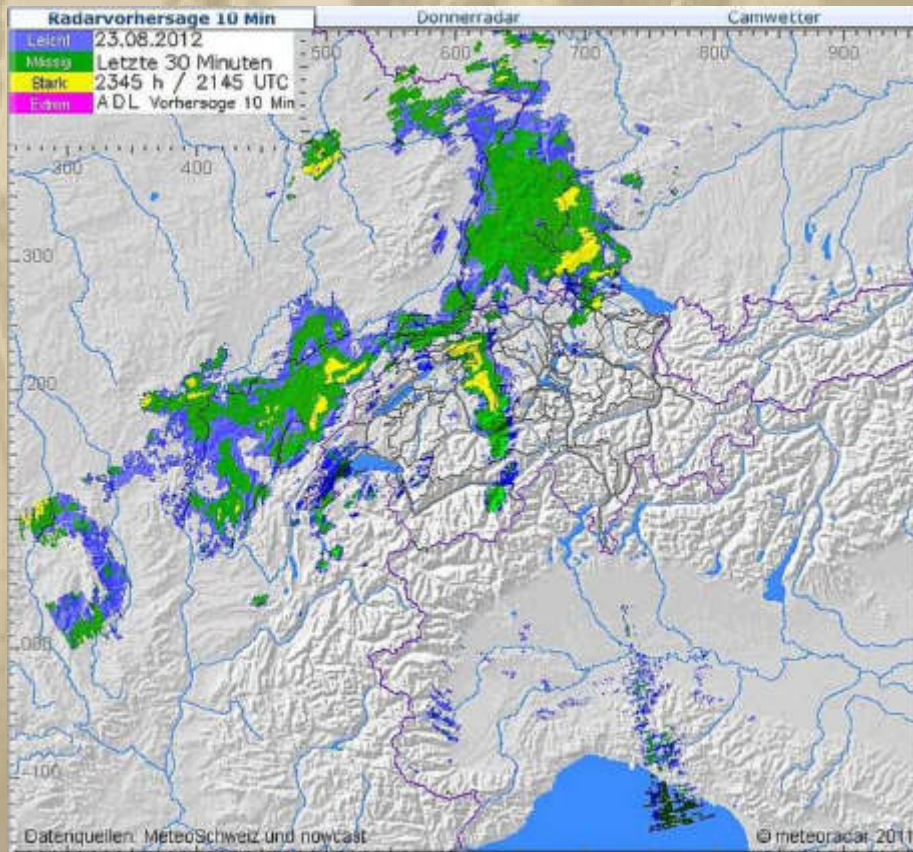 Radarvorhersage 10 Min Donnerradar Camwetter
Leicht 23.08.2012
Mässig Letzte 30 Minuten
Stark 2345 h / 2145 UTC
Extrem ADL Vorhersage 10 Min
500 600 700 800 900
300 400
300
200
000
-100
Datenquellen: MeteoSchweiz und nowcast © meteoradar 2011